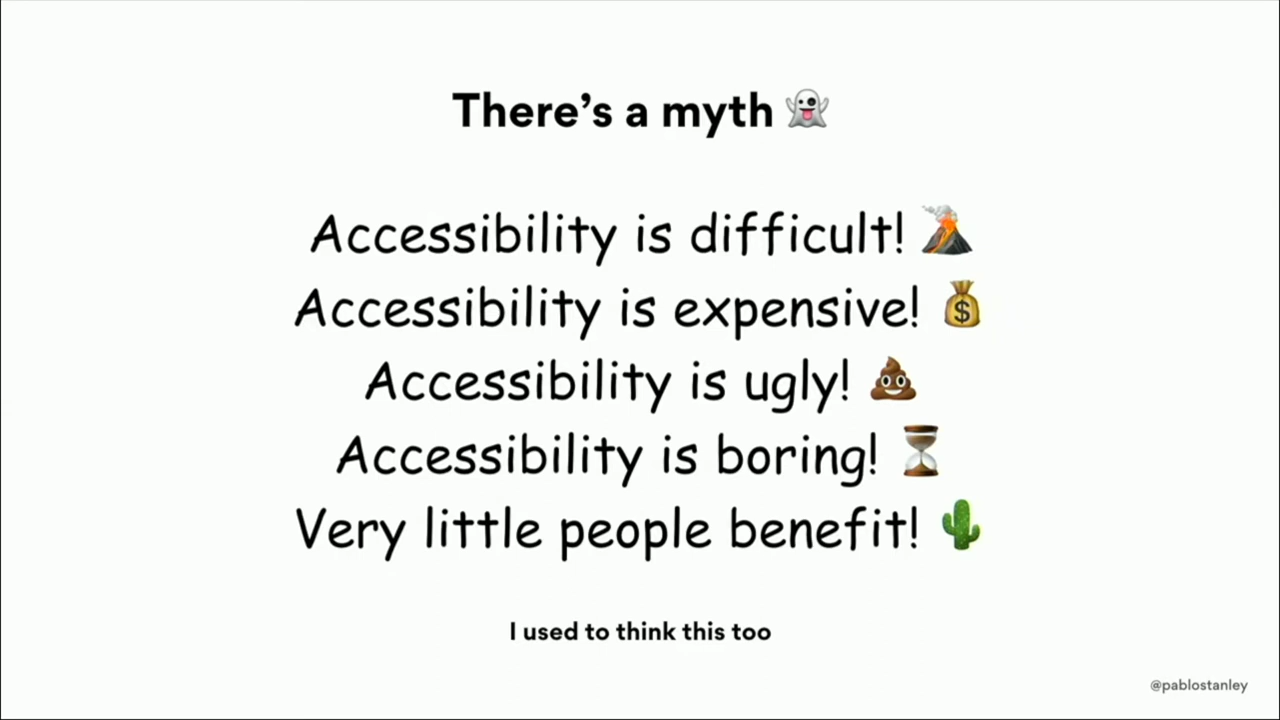 There's a myth 👻
Accessibility is difficult! 🌋
Accessibility is expensive! 💰
Accessibility is ugly! 💩
Accessibility is boring! ⏳
Very little people benefit! 🌵
I used to think this too
@pablostanley